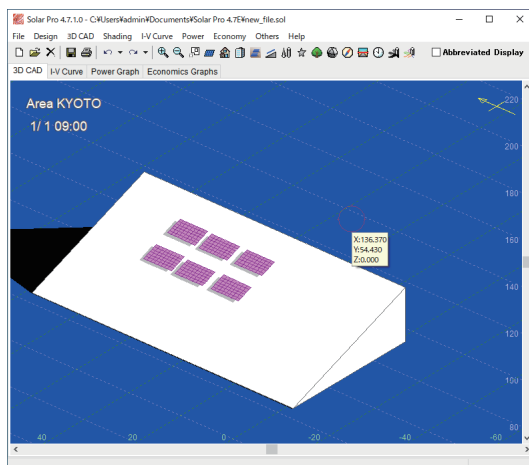 Solar Pro 4.7.1.0 - C:¥Users¥admin¥Documents¥Solar Pro 4.7E¥new_file.sol
File Design 3D CAD Shading I-V Curve Power Economy Others Help
Abbreviated Display
3D CAD I-V Curve Power Graph Economics Graphs
Area KYOTO
1/ 1 09:00
220
200
180
X:136.370
Y:54.430
Z:0.000
160
140
120
100
80
40 20 0 -20 -40 -60